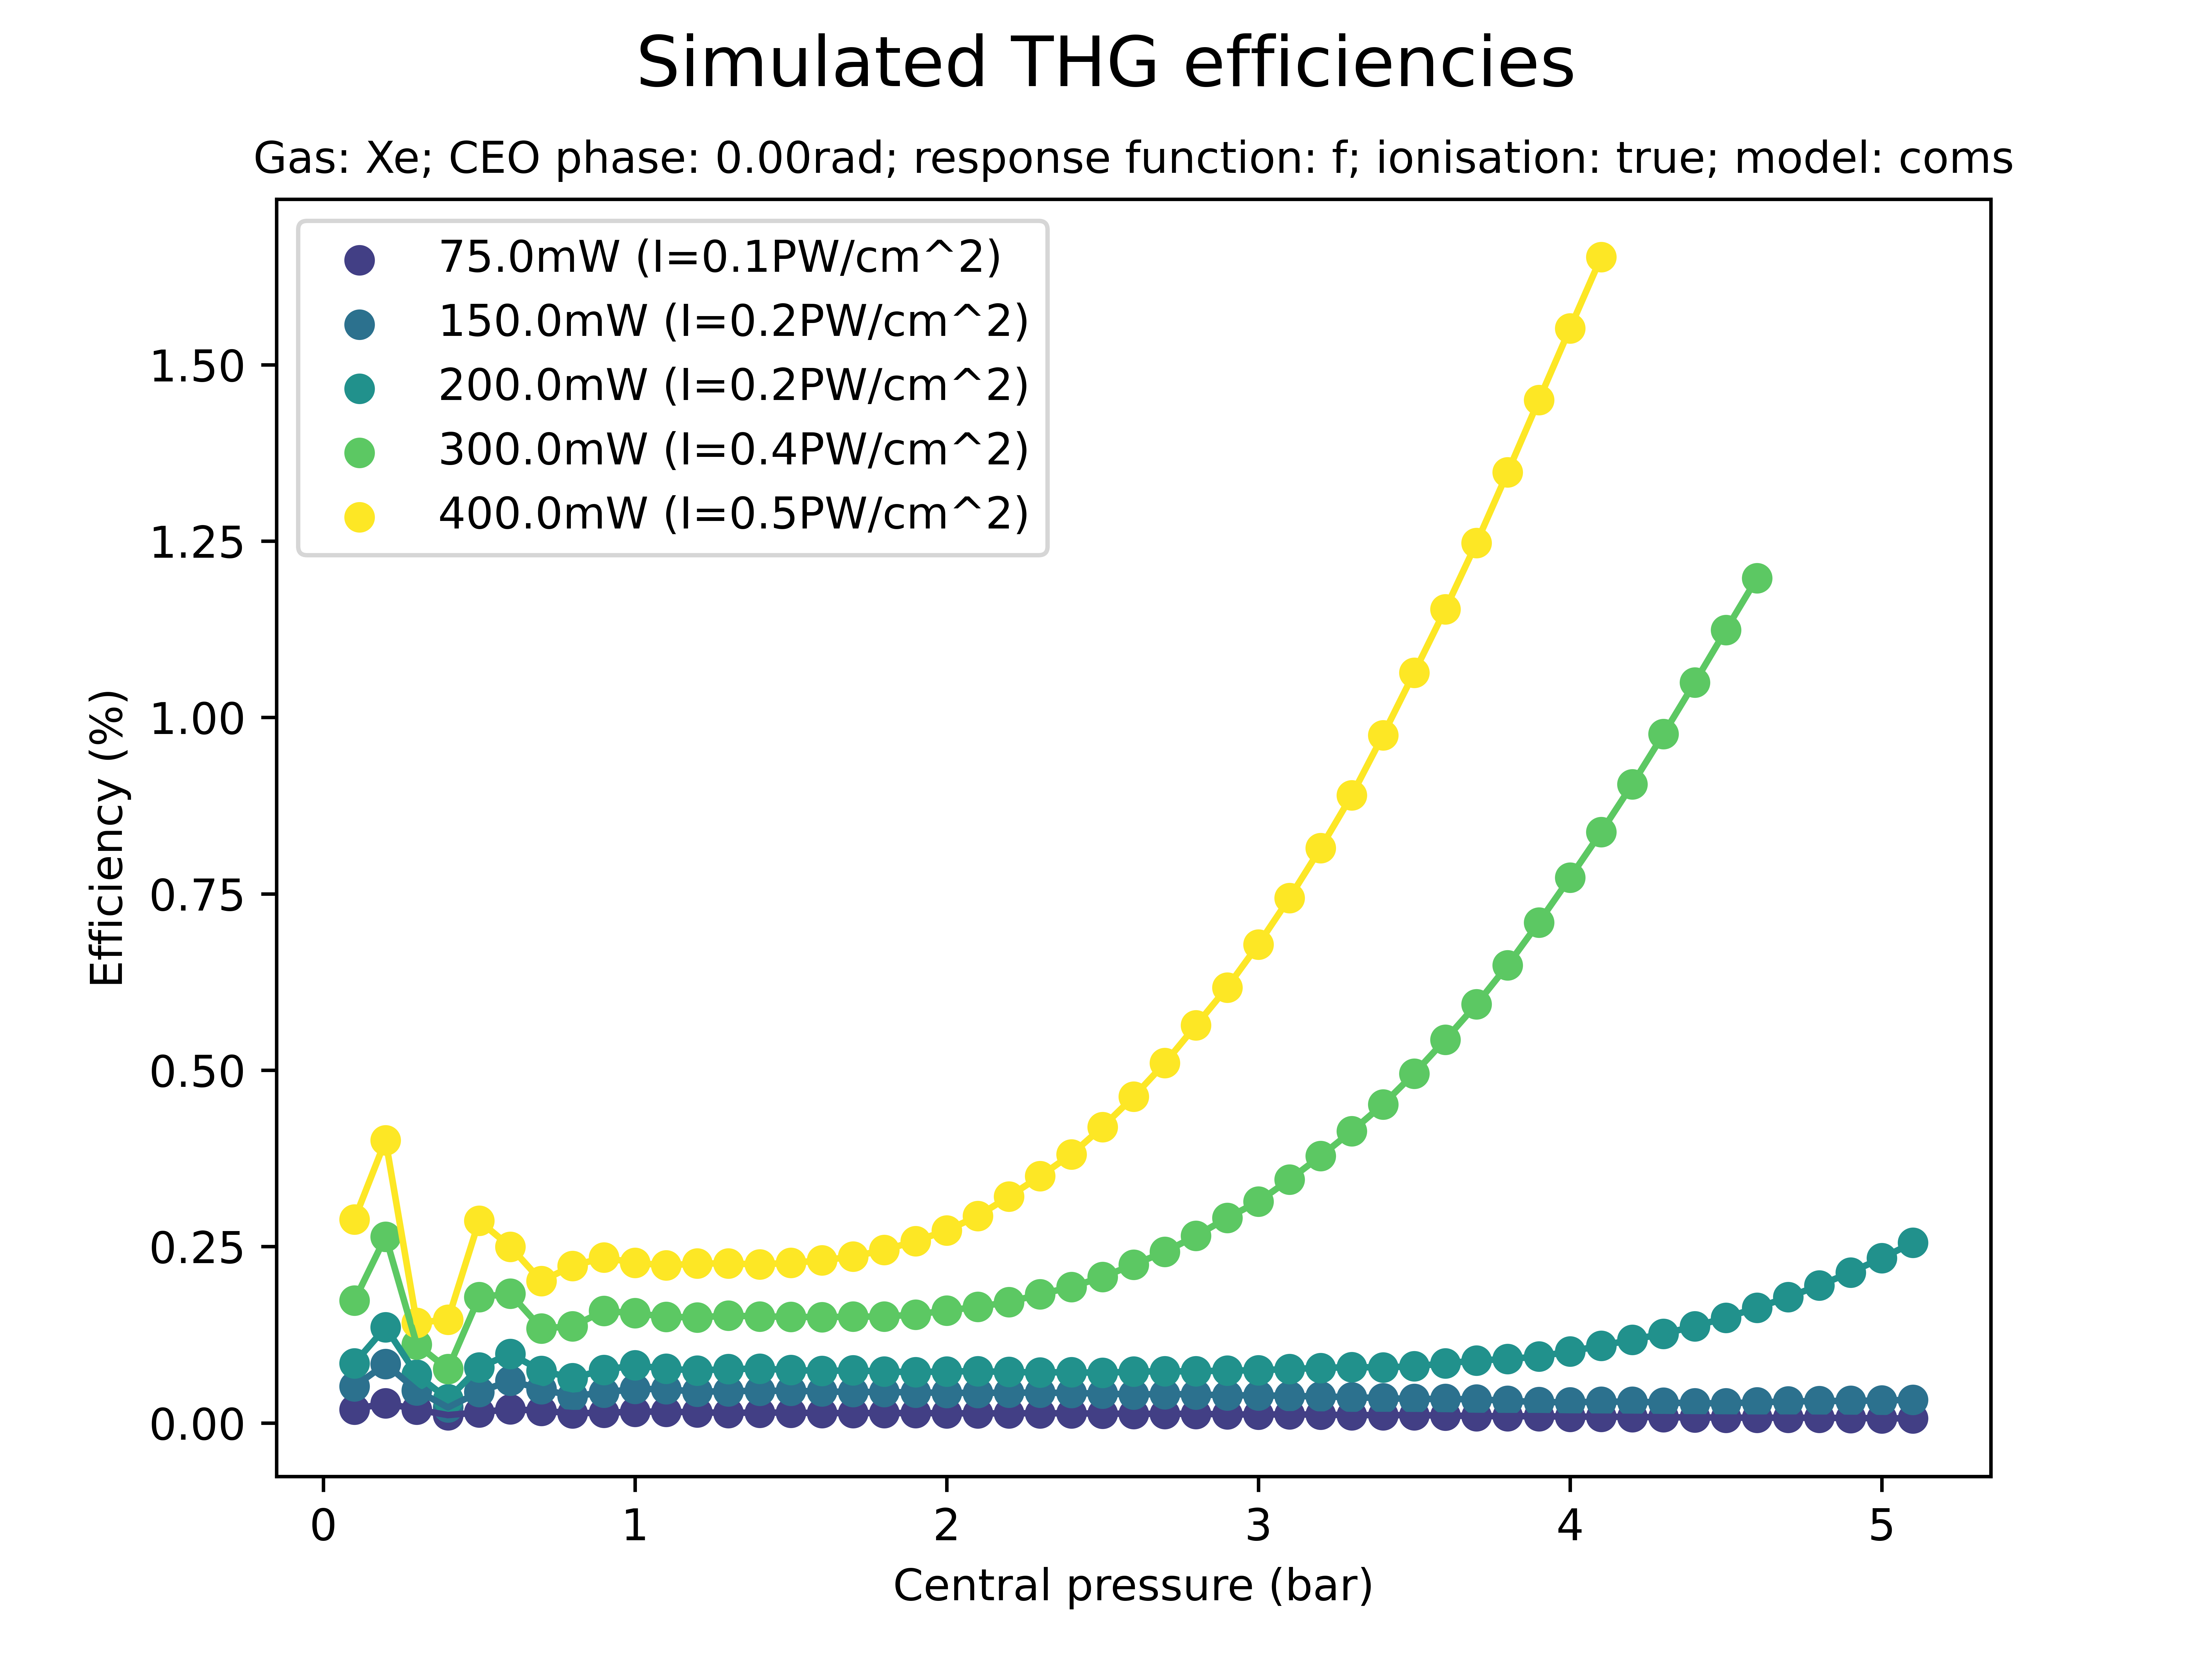 Simulated THG efficiencies
Gas: Xe; CEO phase: 0.00rad; response function: f; ionisation: true; model: coms
75.0mW (I=0.1PW/cm^2)
150.0mW (I=0.2PW/cm^2)
200.0mW (I=0.2PW/cm^2)
300.0mW (I=0.4PW/cm^2)
400.0mW (I=0.5PW/cm^2)
1.50
1.25
1.00
0.75
0.50
0.25
0.00
Efficiency (%)
0 1 2 3 4 5
Central pressure (bar)